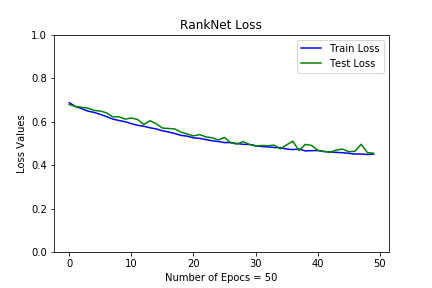 RankNet Loss
Train Loss
Test Loss
Loss Values
1.0
0.8
0.6
0.4
0.2
0.0
0 10 20 30 40 50
Number of Epocs = 50